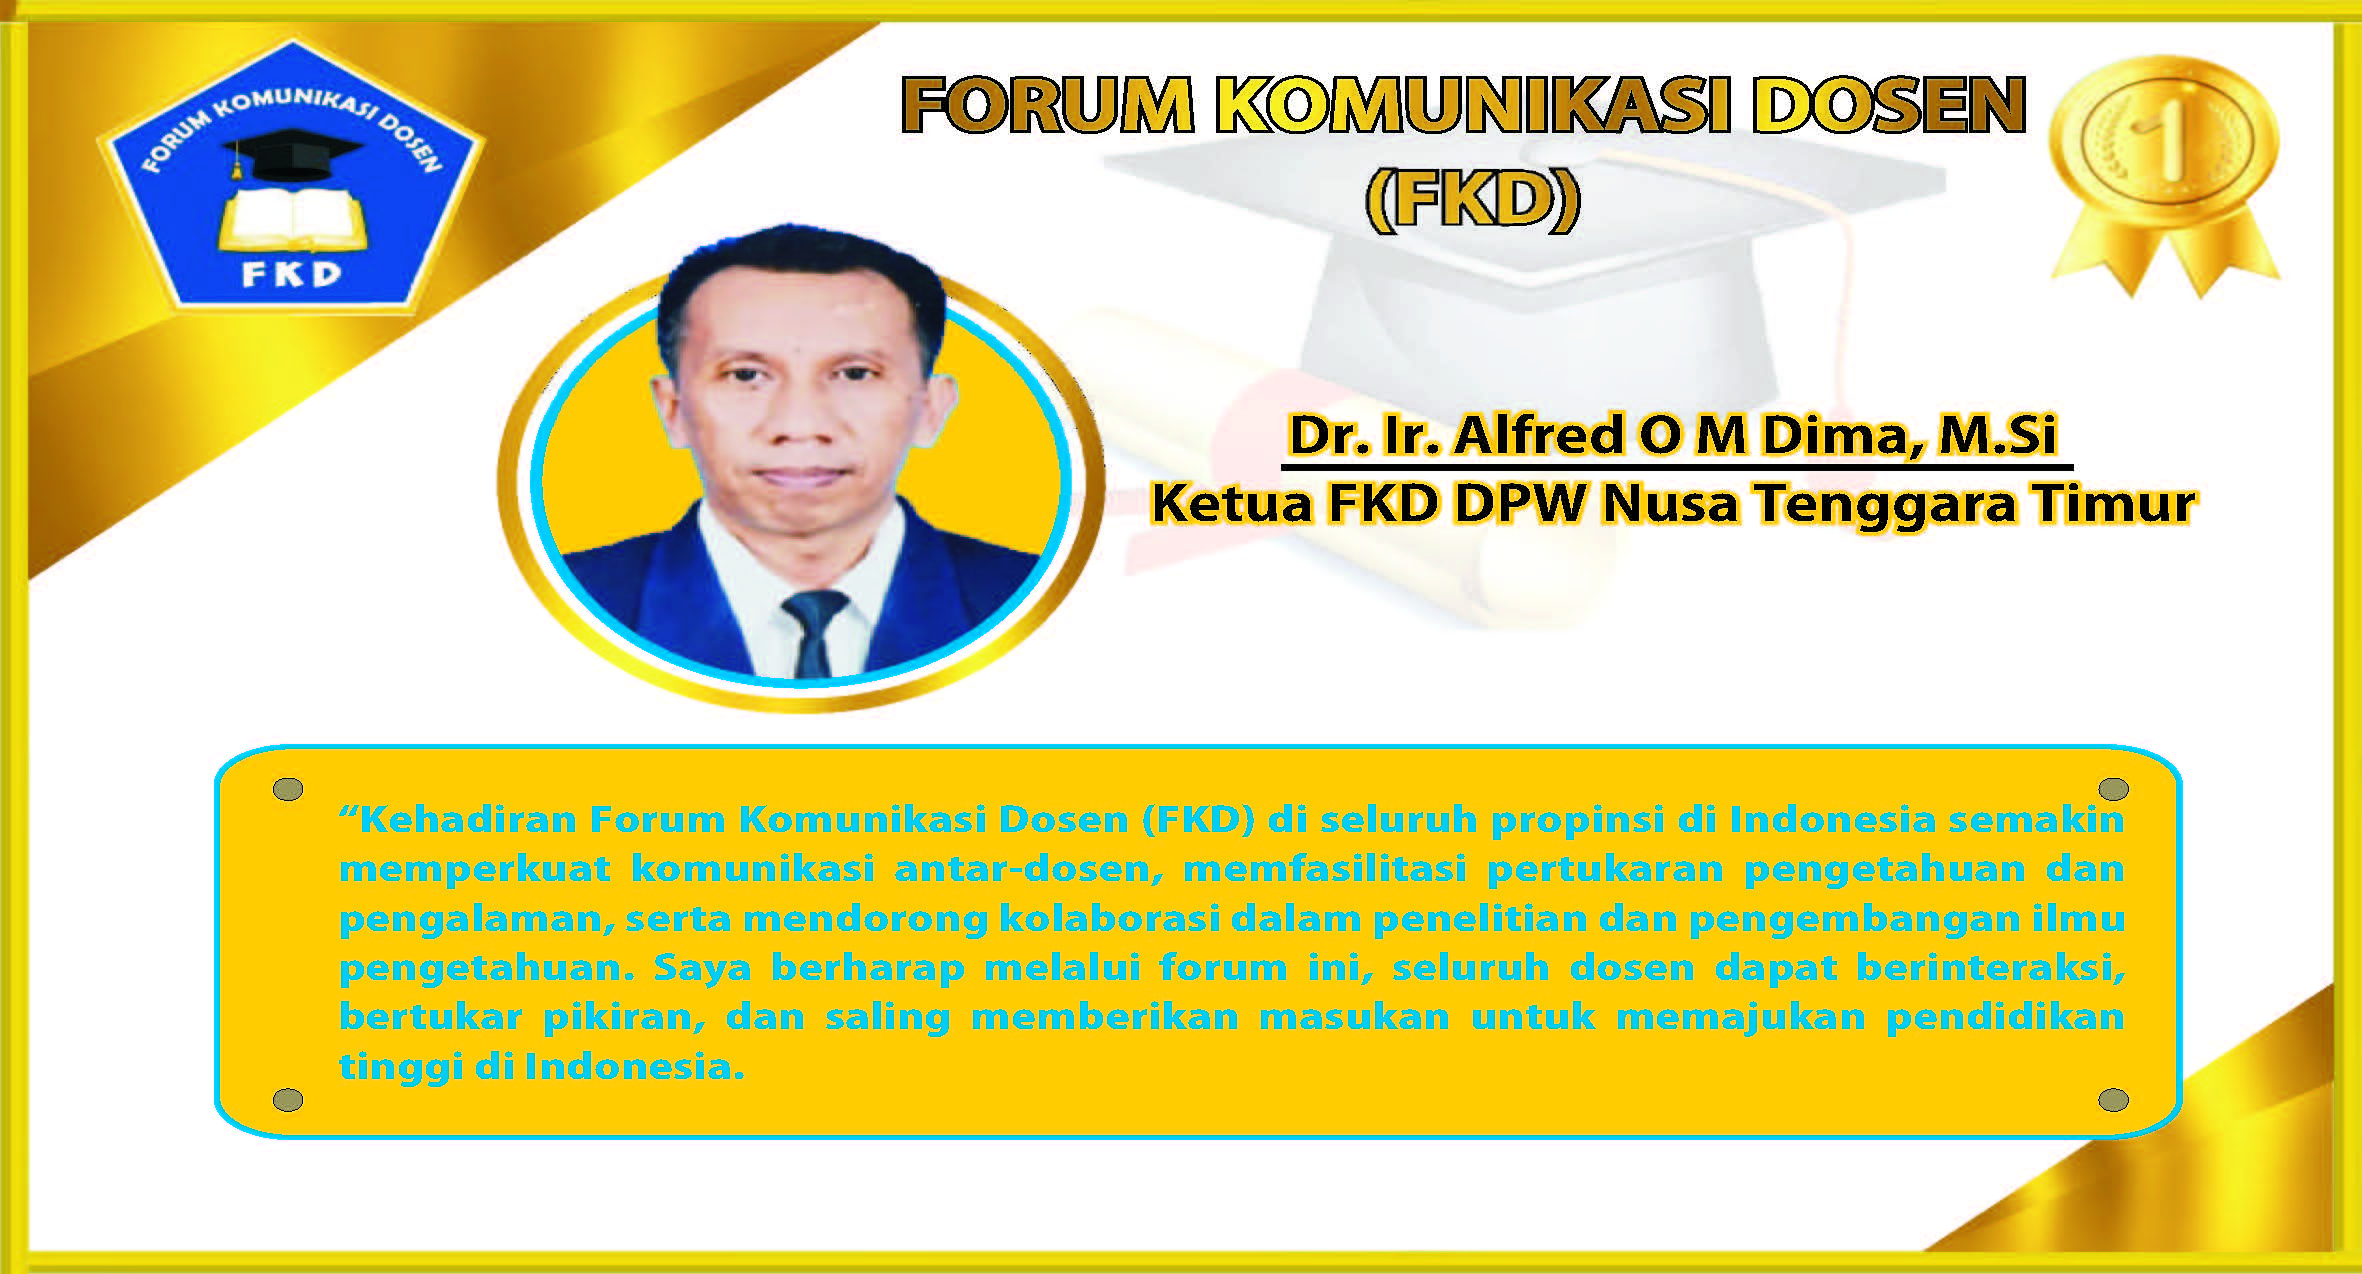 FORUM KOMUNIKASI DOSEN
FKD
FORUM KOMUNIKASI DOSEN
(FKD)
1
Dr. Ir. Alfred O M Dima, M.Si
Ketua FKD DPW Nusa Tenggara Timur
“Kehadiran Forum Komunikasi Dosen (FKD) di seluruh propinsi di Indonesia semakin
memperkuat komunikasi antar-dosen, memfasilitasi pertukaran pengetahuan dan
pengalaman, serta mendorong kolaborasi dalam penelitian dan pengembangan ilmu
pengetahuan. Saya berharap melalui forum ini, seluruh dosen dapat berinteraksi,
bertukar pikiran, dan saling memberikan masukan untuk memajukan pendidikan
tinggi di Indonesia.